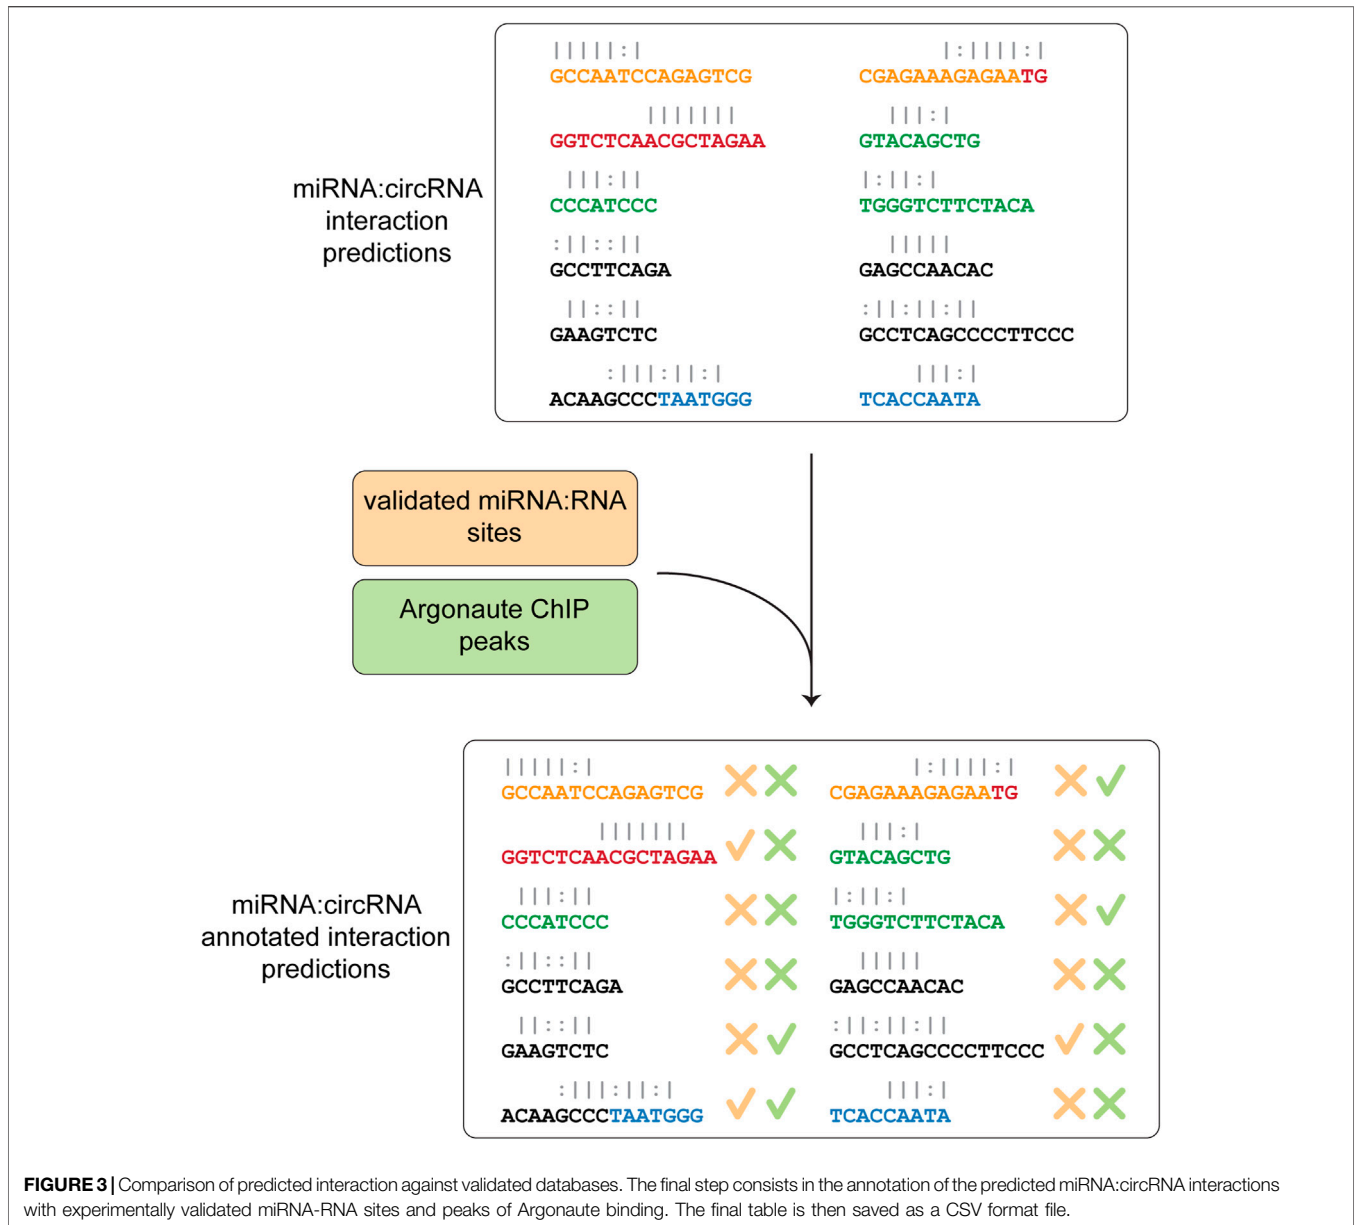 |||||:|
GCCAATCCAGAGTCG
|:||||:|
CGAGAAAGAGAATG
|||||||
GGTCTCAACGCTAGAA
|||:|
GTACAGCTG
miRNA:circRNA
interaction
predictions
|||:||
CCCATCCC
|:||:|
TGGGTCTTCTACA
:||::||
GCCTTCAGA
|||||
GAGCCAACAC
||::||
GAAGTCTC
:||:||:||
GCCTCAGCCCCTTCCC
:|||:||:|
ACAAGCCCTAATGGG
|||:|
TCACCAATA
validated miRNA:RNA
sites
Argonaute ChIP
peaks
|||||:|
GCCAATCCAGAGTCG
|:||||:|
CGAGAAAGAGAATG
|||||||
GGTCTCAACGCTAGAA
|||:|
GTACAGCTG
miRNA:circRNA
annotated interaction
predictions
|||:||
CCCATCCC
|:||:|
TGGGTCTTCTACA
:||::||
GCCTTCAGA
|||||
GAGCCAACAC
||::||
GAAGTCTC
:||:||:||
GCCTCAGCCCCTTCCC
:|||:||:|
ACAAGCCCTAATGGG
|||:|
TCACCAATA
FIGURE 3 | Comparison of predicted interaction against validated databases. The final step consists in the annotation of the predicted miRNA:circRNA interactions
with experimentally validated miRNA-RNA sites and peaks of Argonaute binding. The final table is then saved as a CSV format file.